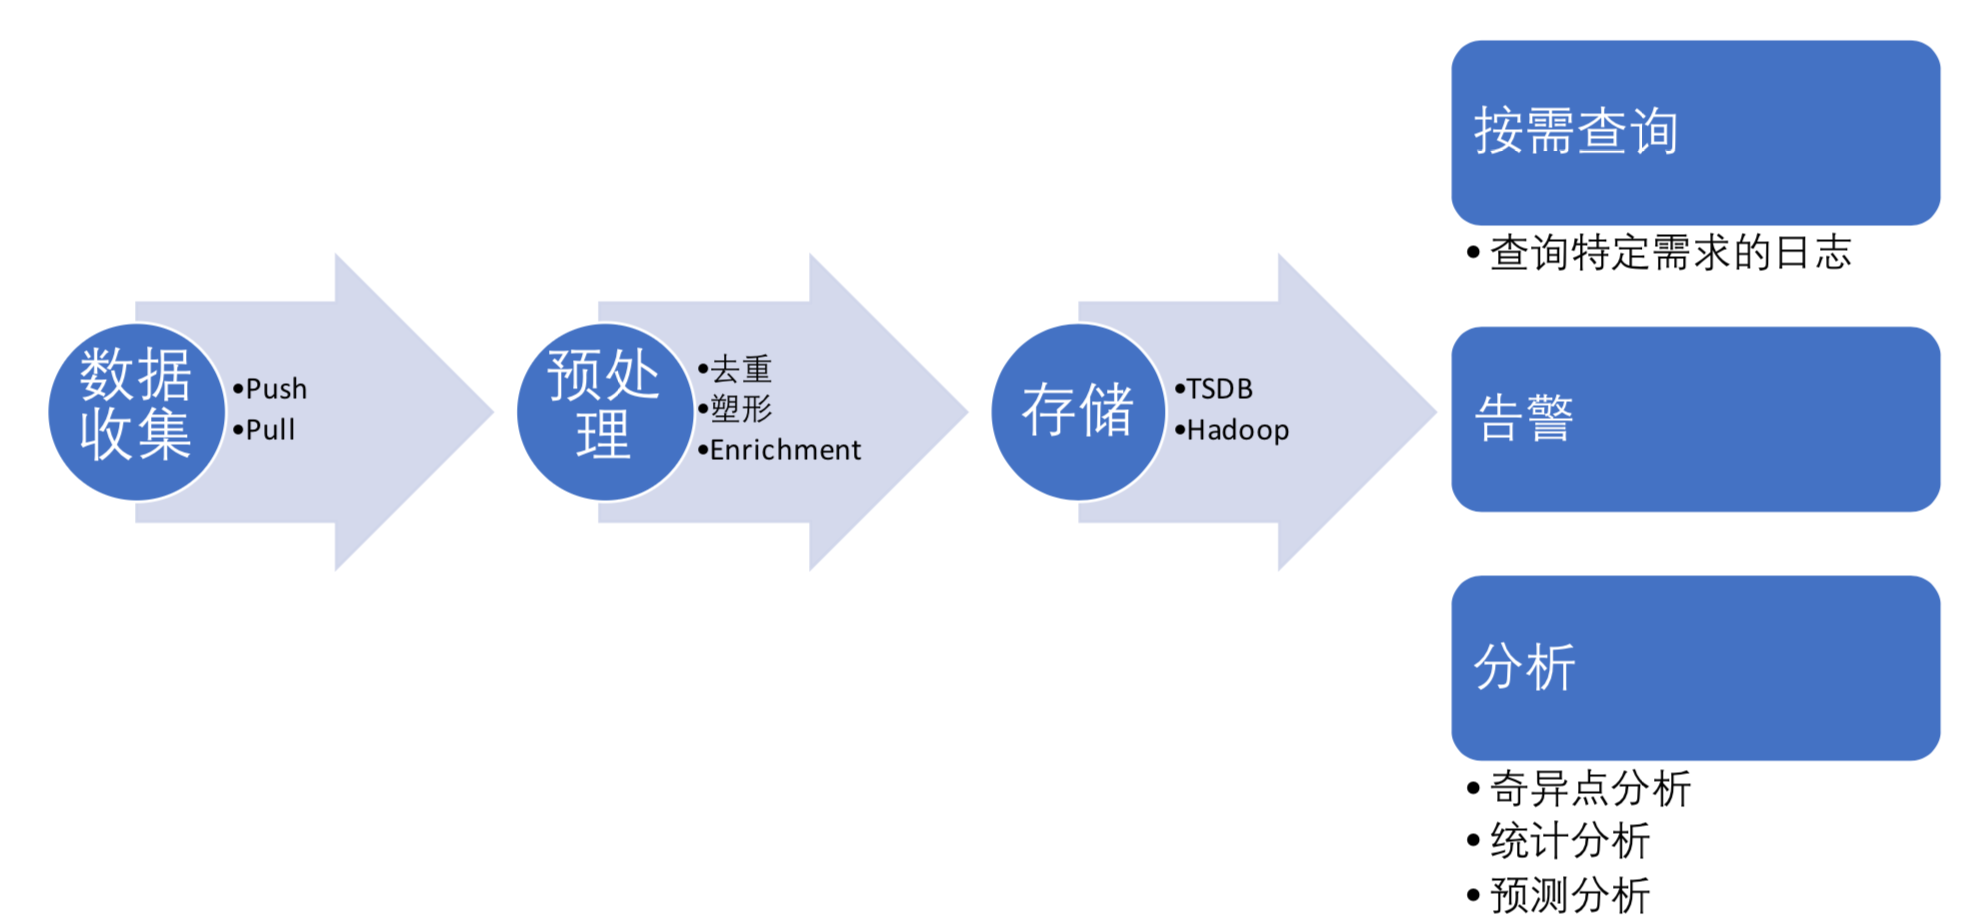 数据
收集
•Push
•Pull
预处
理
•去重
•塑形
•Enrichment
存储
•TSDB
•Hadoop
按需查询
• 查询特定需求的日志
告警
分析
• 奇异点分析
• 统计分析
• 预测分析